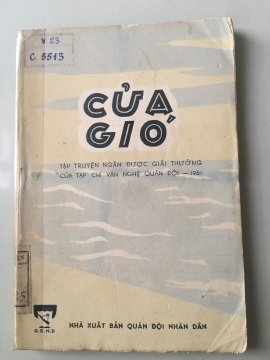 V 23
C. 5513
CỬA
GIÓ
TẬP TRUYỆN NGẮN ĐƯỢC GIẢI THƯỞNG
CỦA TẠP CHÍ VĂN NGHỆ QUÂN ĐỘI — 1961
Q.Đ.N.D
NHÀ XUẤT BẢN QUÂN ĐỘI NHÂN DÂN